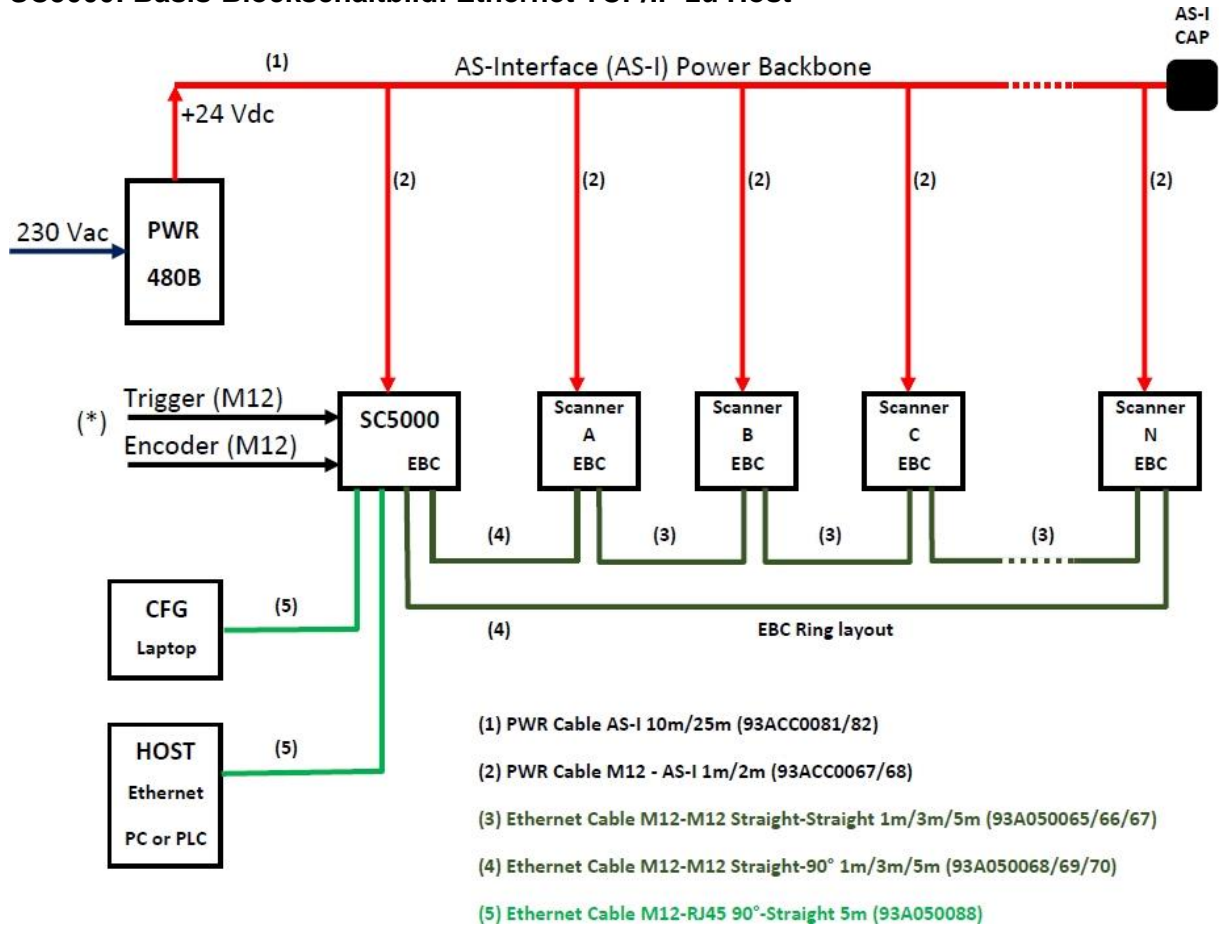 AS-I
CAP
(1)
AS-Interface (AS-I) Power Backbone
+24 Vdc
(2)
(2)
(2)
(2)
(2)
230 Vac
PWR
480B
(*)
Trigger (M12)
Encoder (M12)
SC5000
EBC
Scanner
A
EBC
Scanner
B
EBC
Scanner
C
EBC
Scanner
N
EBC
(4)
(3)
(3)
(3)
CFG
Laptop
(5)
(4)
EBC Ring layout
HOST
Ethernet
PC or PLC
(5)
(1) PWR Cable AS-I 10m/25m (93ACC0081/82)
(2) PWR Cable M12 - AS-I 1m/2m (93ACC0067/68)
(3) Ethernet Cable M12-M12 Straight-Straight 1m/3m/5m (93A050065/66/67)
(4) Ethernet Cable M12-M12 Straight-90° 1m/3m/5m (93A050068/69/70)
(5) Ethernet Cable M12-RJ45 90°-Straight 5m (93A050088)